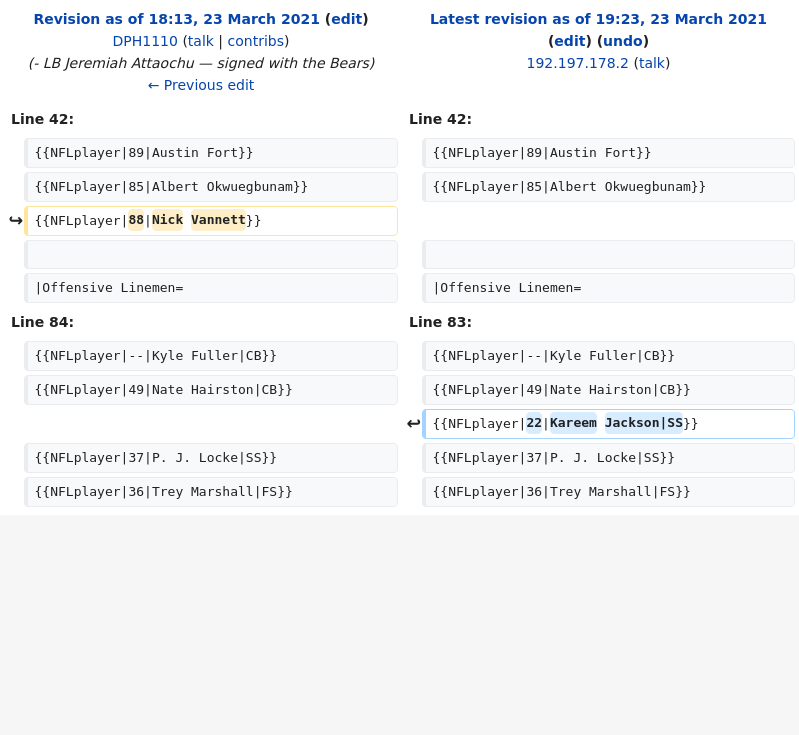 Revision as of 18:13, 23 March 2021 (edit)
DPH1110 (talk | contribs)
(- LB Jeremiah Attaochu — signed with the Bears)
← Previous edit
Latest revision as of 19:23, 23 March 2021
(edit) (undo)
192.197.178.2 (talk)
Line 42:
Line 42:
{{NFLplayer|89|Austin Fort}}
{{NFLplayer|89|Austin Fort}}
{{NFLplayer|85|Albert Okwuegbunam}}
{{NFLplayer|85|Albert Okwuegbunam}}
↪ {{NFLplayer|88|Nick Vannett}}
|Offensive Linemen=
|Offensive Linemen=
Line 84:
Line 83:
{{NFLplayer|--|Kyle Fuller|CB}}
{{NFLplayer|--|Kyle Fuller|CB}}
{{NFLplayer|49|Nate Hairston|CB}}
{{NFLplayer|49|Nate Hairston|CB}}
↩ {{NFLplayer|22|Kareem Jackson|SS}}
{{NFLplayer|37|P. J. Locke|SS}}
{{NFLplayer|37|P. J. Locke|SS}}
{{NFLplayer|36|Trey Marshall|FS}}
{{NFLplayer|36|Trey Marshall|FS}}